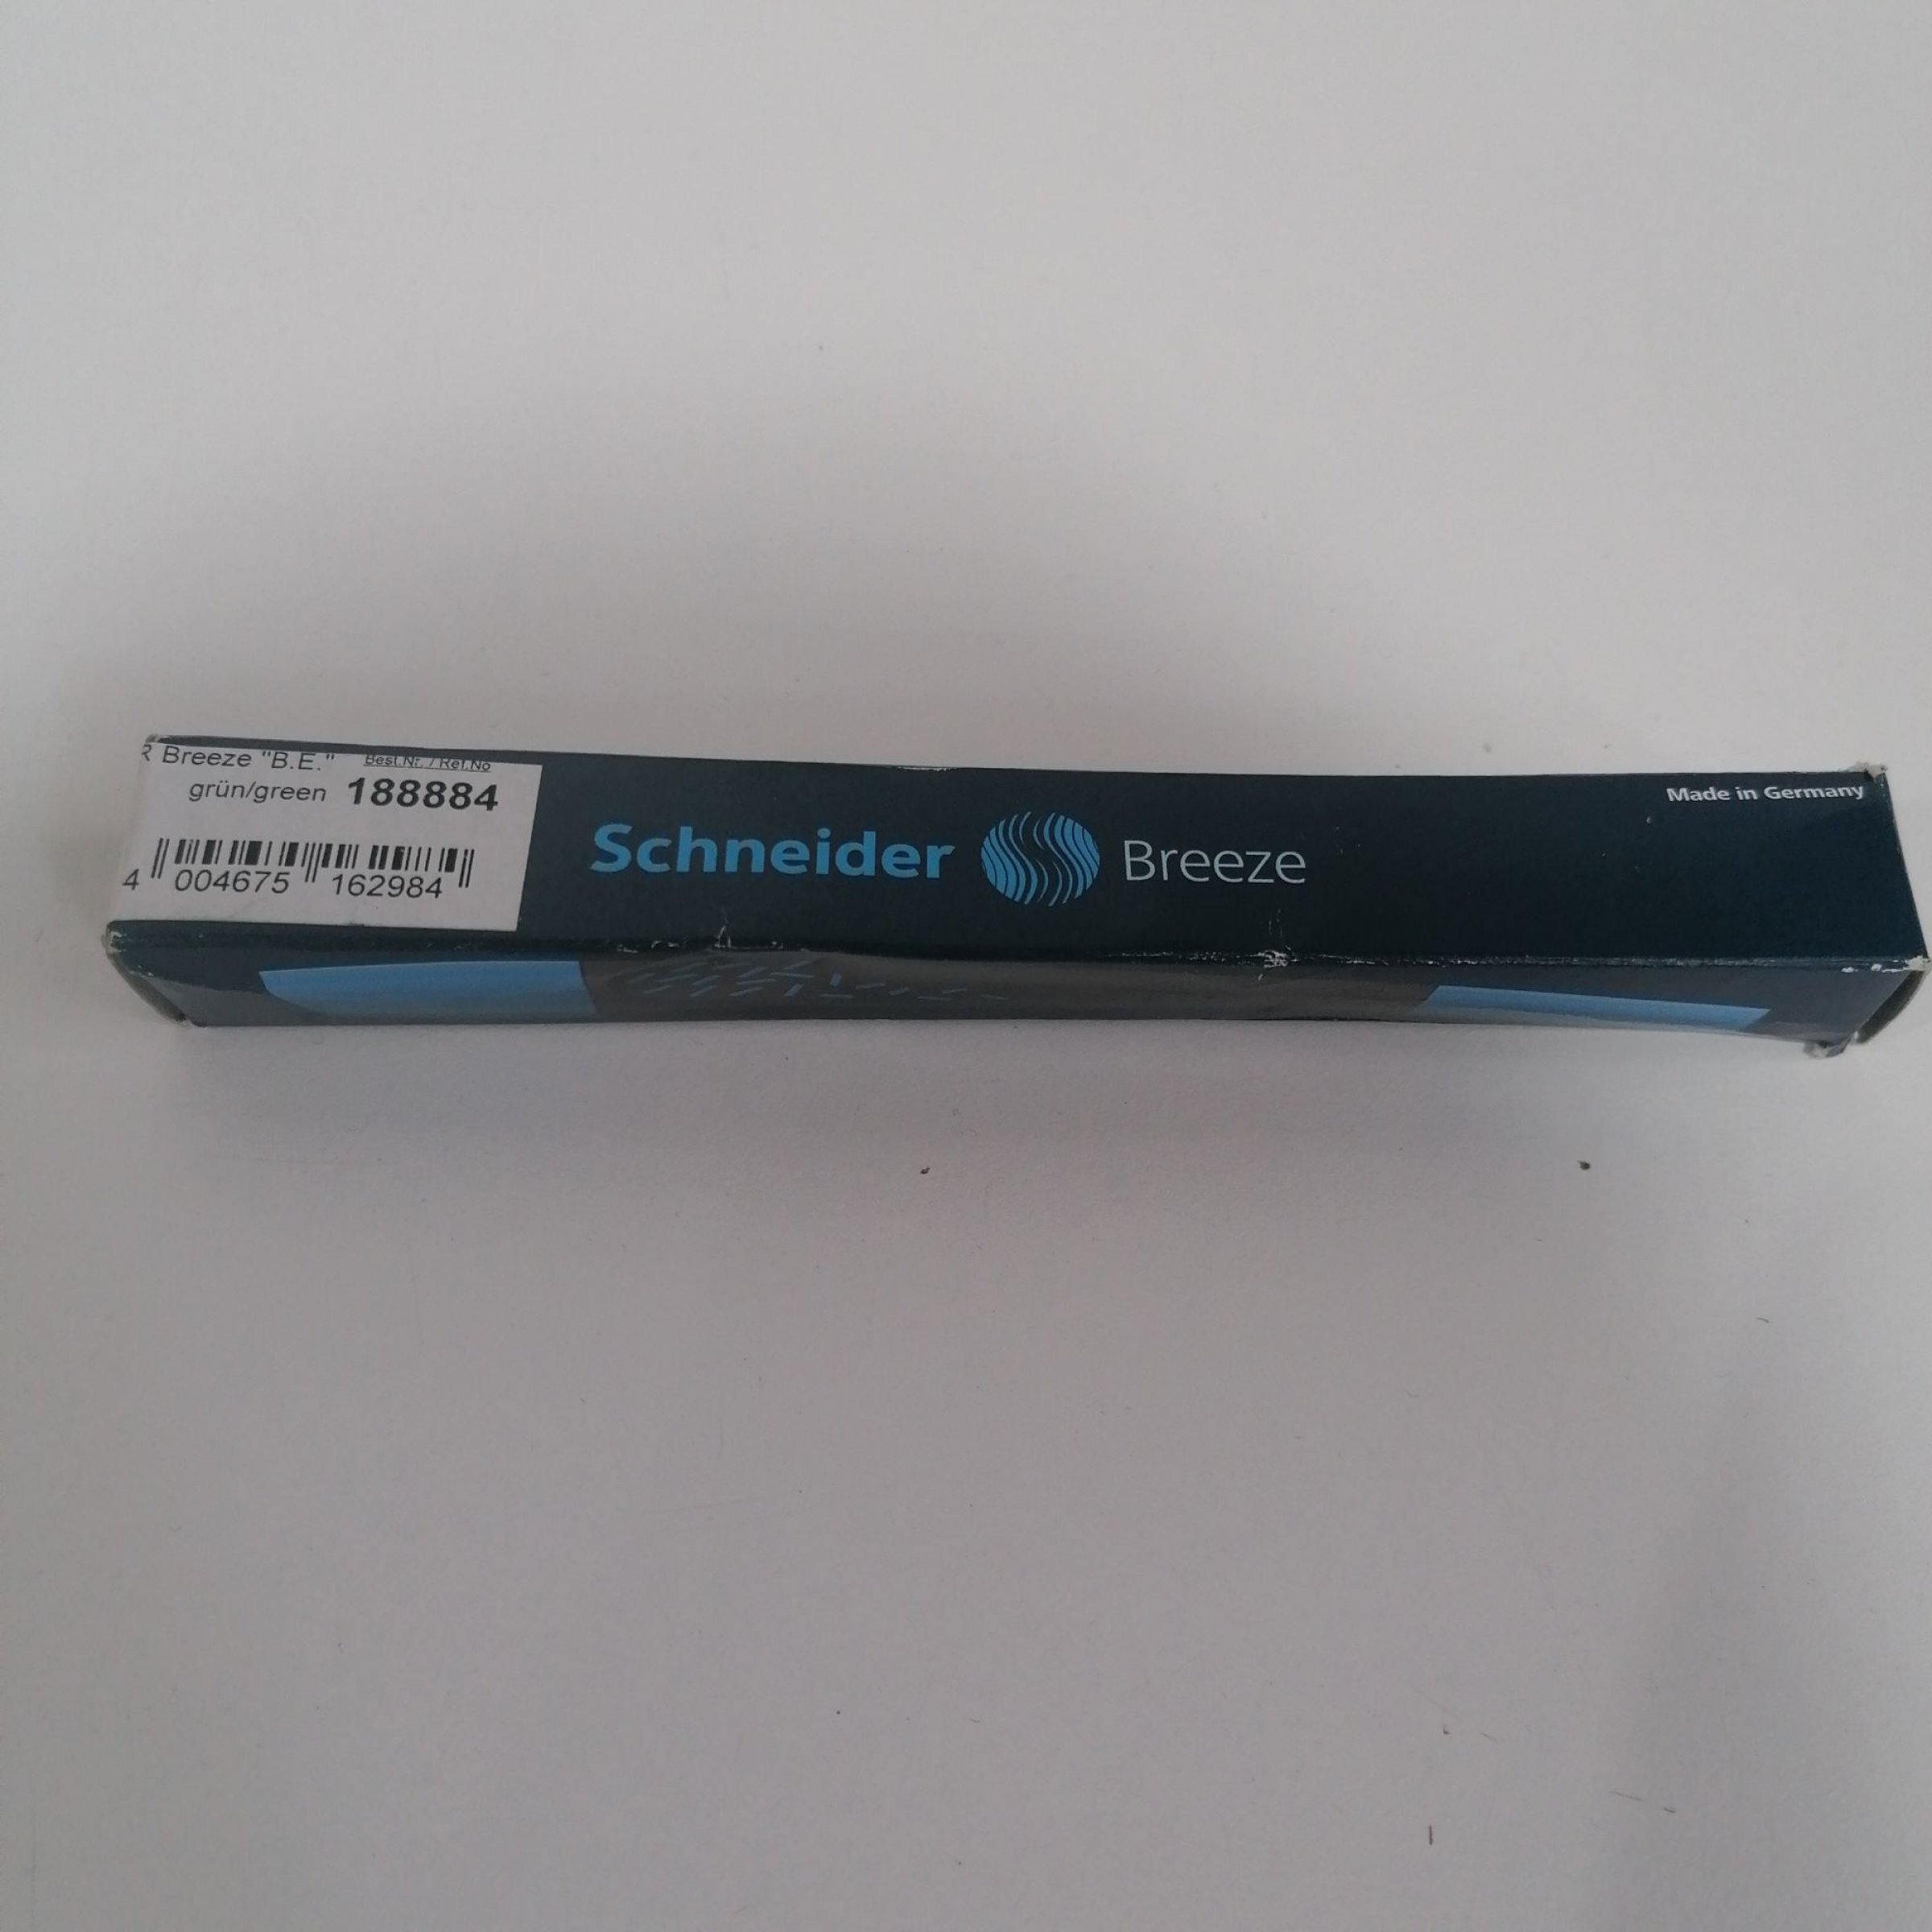 R Breeze "B.E." Best.Nr. / Ref.No
grün/green 188884
4 004675 162984
Schneider Breeze
Made in Germany